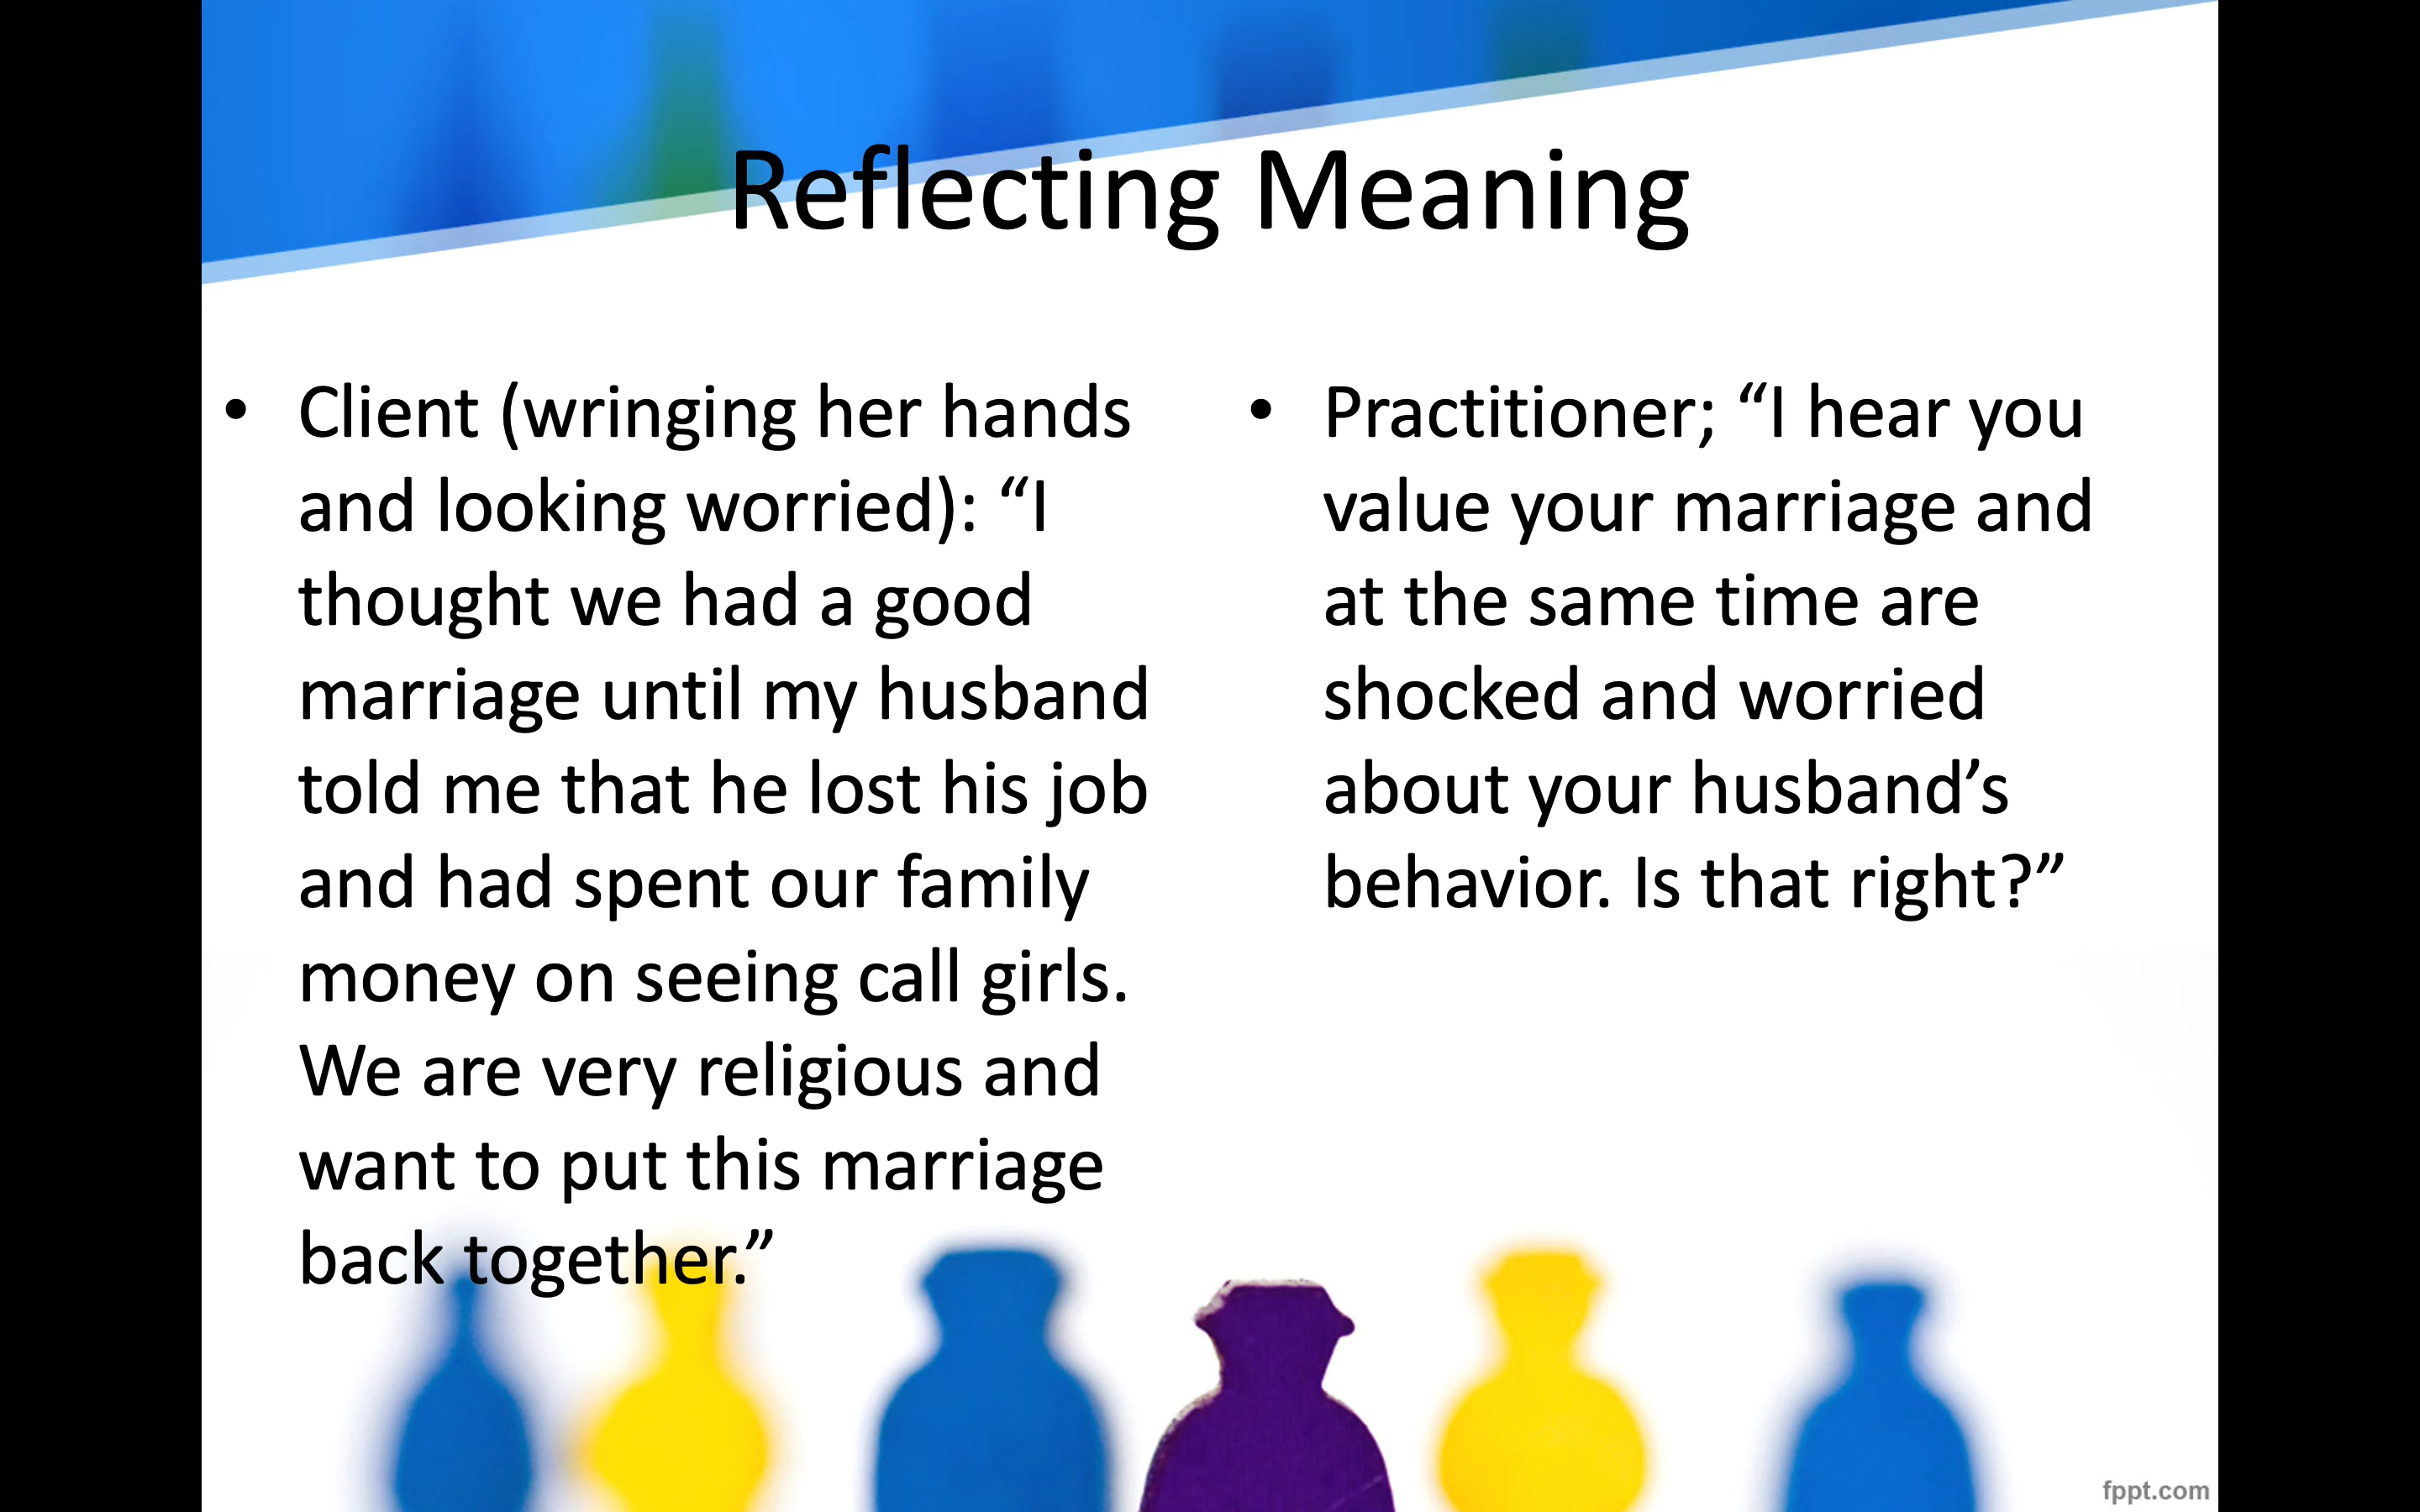 Reflecting Meaning
• Client (wringing her hands
and looking worried): “I
thought we had a good
marriage until my husband
told me that he lost his job
and had spent our family
money on seeing call girls.
We are very religious and
want to put this marriage
back together.”
• Practitioner; “I hear you
value your marriage and
at the same time are
shocked and worried
about your husband’s
behavior. Is that right?”
fppt.com